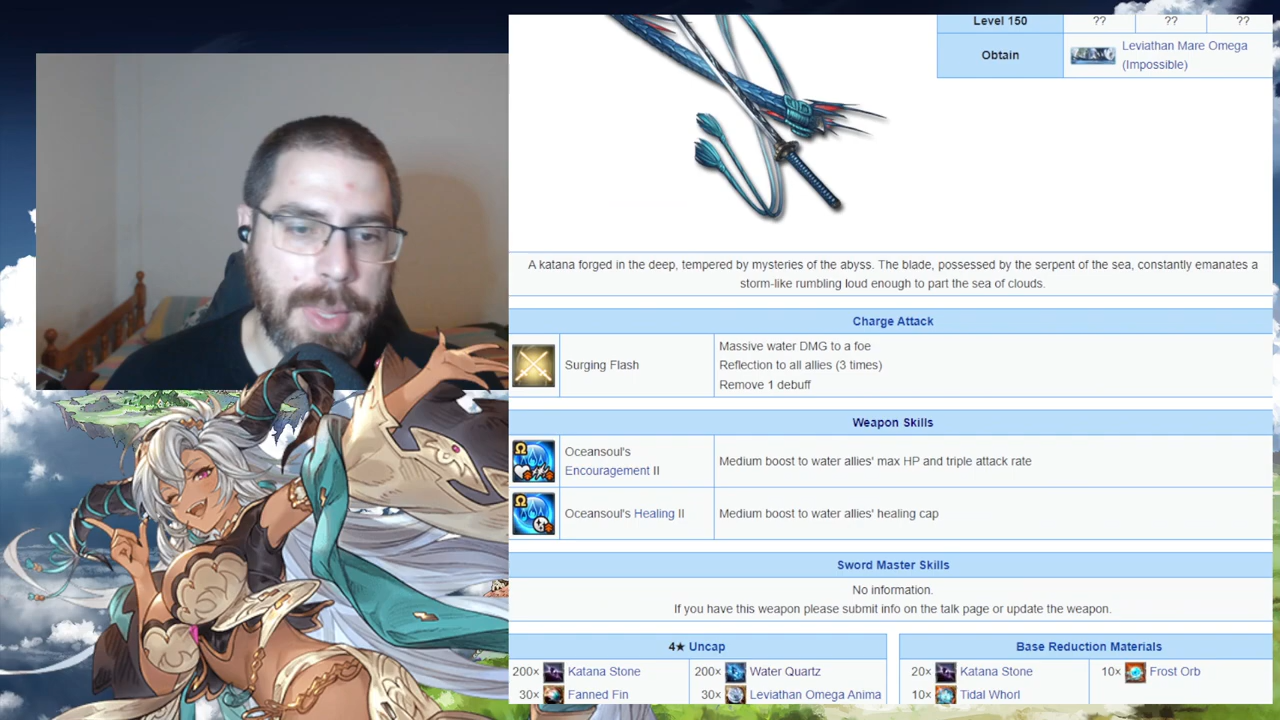 Level 150 ?? ?? ??
Obtain
Leviathan Mare Omega
(Impossible)
A katana forged in the deep, tempered by mysteries of the abyss. The blade, possessed by the serpent of the sea, constantly emanates a
storm-like rumbling loud enough to part the sea of clouds.
Charge Attack
Surging Flash
Massive water DMG to a foe
Reflection to all allies (3 times)
Remove 1 debuff
Weapon Skills
Oceansoul's
Encouragement II
Medium boost to water allies' max HP and triple attack rate
Oceansoul's Healing II
Medium boost to water allies' healing cap
Sword Master Skills
No information.
If you have this weapon please submit info on the talk page or update the weapon.
4★ Uncap
200x Katana Stone 200x Water Quartz
30x Fanned Fin 30x Leviathan Omega Anima
Base Reduction Materials
20x Katana Stone 10x Frost Orb
10x Tidal Whorl